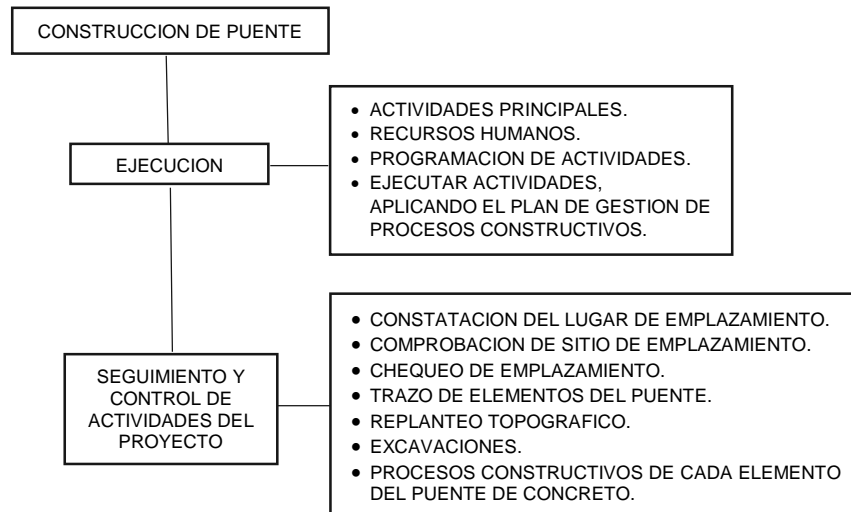 CONSTRUCCION DE PUENTE
EJECUCION
• ACTIVIDADES PRINCIPALES.
• RECURSOS HUMANOS.
• PROGRAMACION DE ACTIVIDADES.
• EJECUTAR ACTIVIDADES,
APLICANDO EL PLAN DE GESTION DE
PROCESOS CONSTRUCTIVOS.
SEGUIMIENTO Y
CONTROL DE
ACTIVIDADES DEL
PROYECTO
• CONSTATACION DEL LUGAR DE EMPLAZAMIENTO.
• COMPROBACION DE SITIO DE EMPLAZAMIENTO.
• CHEQUEO DE EMPLAZAMIENTO.
• TRAZO DE ELEMENTOS DEL PUENTE.
• REPLANTEO TOPOGRAFICO.
• EXCAVACIONES.
• PROCESOS CONSTRUCTIVOS DE CADA ELEMENTO
DEL PUENTE DE CONCRETO.